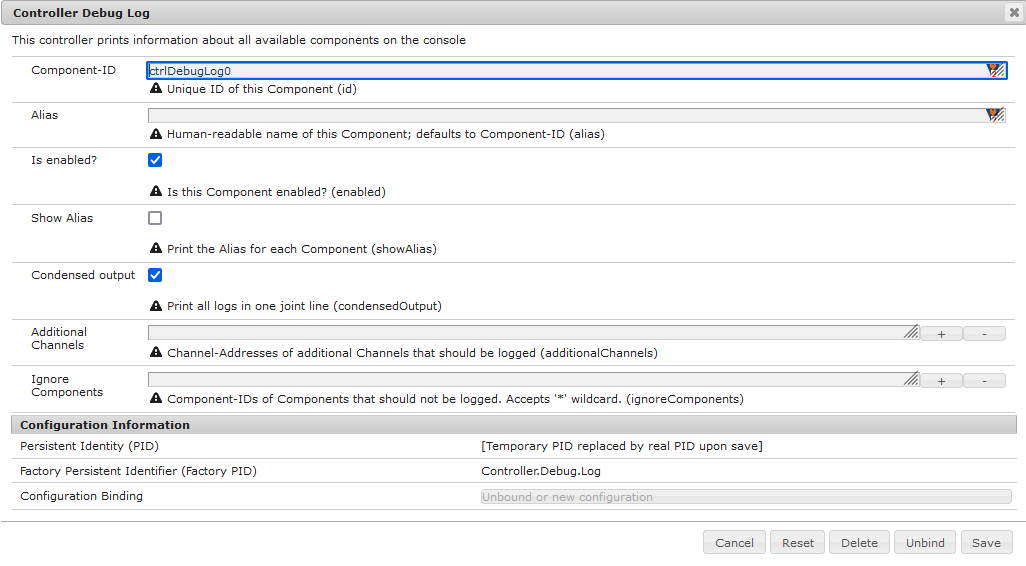 Controller Debug Log
This controller prints information about all available components on the console
Component-ID
ctrlDebugLog0
Unique ID of this Component (id)
Alias
Human-readable name of this Component; defaults to Component-ID (alias)
Is enabled?
Is this Component enabled? (enabled)
Show Alias
Print the Alias for each Component (showAlias)
Condensed output
Print all logs in one joint line (condensedOutput)
Additional
Channels
+ -
Channel-Addresses of additional Channels that should be logged (additionalChannels)
Ignore
Components
+ -
Component-IDs of Components that should not be logged. Accepts '*' wildcard. (ignoreComponents)
Configuration Information
Persistent Identity (PID) [Temporary PID replaced by real PID upon save]
Factory Persistent Identifier (Factory PID) Controller.Debug.Log
Configuration Binding Unbound or new configuration
Cancel Reset Delete Unbind Save